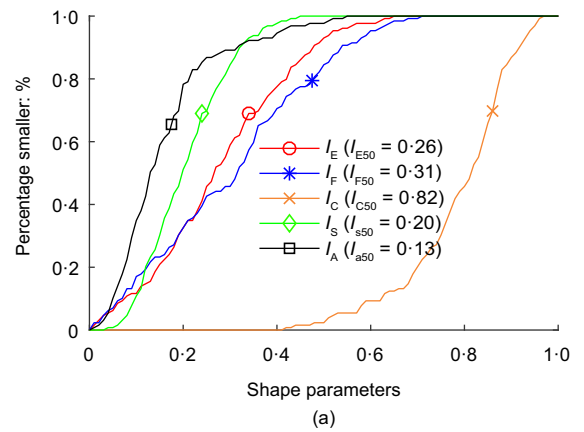 1·0
0·8
0·6
0·4
0·2
0
Percentage smaller: %
I_E (I_E50 = 0·26)
I_F (I_F50 = 0·31)
I_C (I_C50 = 0·82)
I_S (I_s50 = 0·20)
I_A (I_a50 = 0·13)
0 0·2 0·4 0·6 0·8 1·0
Shape parameters
(a)